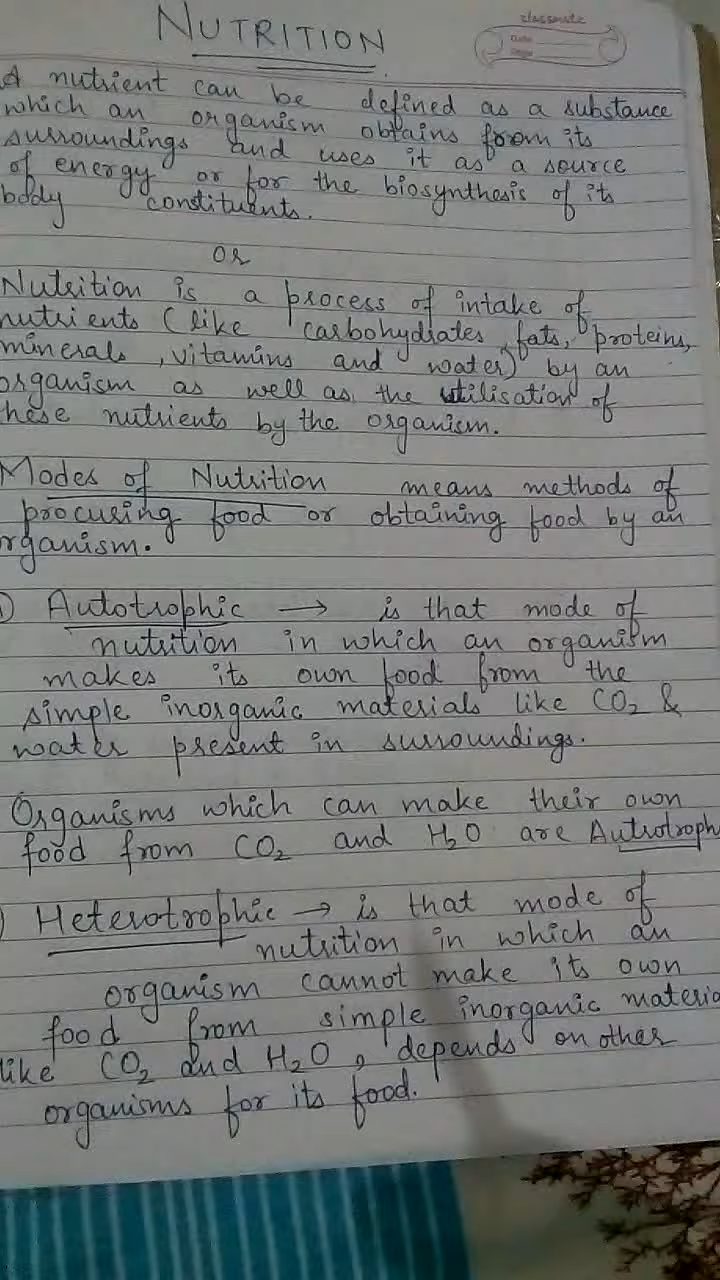 NUTRITION
classmate
Date
Page
A nutrient can be defined as a substance
which an organism obtains from its
surroundings and uses it as a source
of energy or for the biosynthesis of its
body constituents.
OR
Nutrition is a process of intake of
nutrients (like carbohydrates, fats, proteins,
minerals, vitamins and water) by an
organism as well as the utilisation of
these nutrients by the organism.
Modes of Nutrition means methods of
procuring food or obtaining food by an
organism.
Autotrophic → is that mode of
nutrition in which an organism
makes its own food from the
simple inorganic materials like CO₂ &
water present in surroundings.
Organisms which can make their own
food from CO₂ and H₂O are Autrotroph
Heterotrophic → is that mode of
nutrition in which an
organism cannot make its own
food from simple inorganic materia
like CO₂ and H₂O, depends on other
organisms for its food.